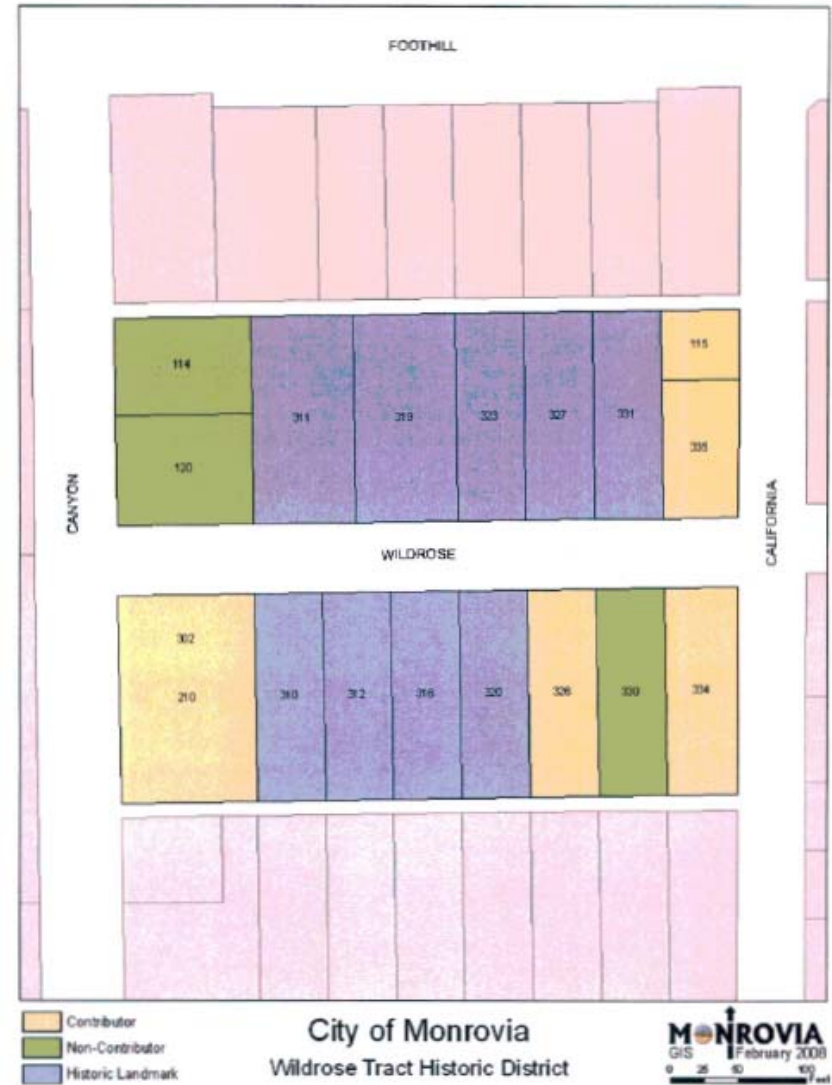 FOOTHILL
114
115
311
319
323
327
331
335
120
CANYON
CALIFORNIA
WILDROSE
302
210
310
312
316
320
326
330
334
Contributor
Non-Contributor
Historic Landmark
City of Monrovia
Wildrose Tract Historic District
MONROVIA
GIS February 2008
0 25 50 100
Feet